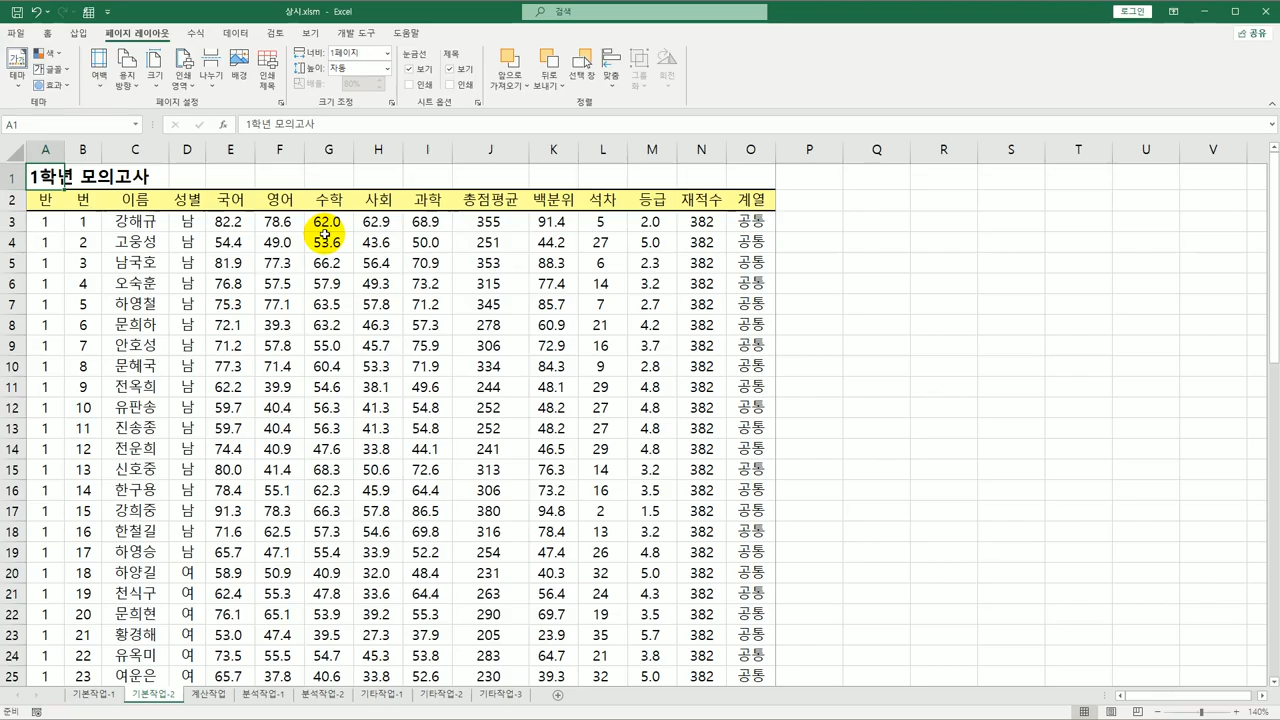 상시.xlsm - Excel
검색
로그인
파일 홈 삽입 페이지 레이아웃 수식 데이터 검토 보기 개발 도구 도움말
공유
테마
색
글꼴
효과
테마
여백
용지 방향
크기
인쇄 영역
나누기
배경
인쇄 제목
페이지 설정
너비: 1페이지
높이: 자동
배율: 80%
크기 조정
눈금선 제목
보기 보기
인쇄 인쇄
시트 옵션
앞으로 가져오기
뒤로 보내기
선택 창
맞춤
그룹화
회전
정렬
A1 fx 1학년 모의고사
A B C D E F G H I J K L M N O P Q R S T U V
1 1학년 모의고사
2 반 번 이름 성별 국어 영어 수학 사회 과학 총점평균 백분위 석차 등급 재적수 계열
3 1 1 강해규 남 82.2 78.6 62.0 62.9 68.9 355 91.4 5 2.0 382 공통
4 1 2 고웅성 남 54.4 49.0 53.6 43.6 50.0 251 44.2 27 5.0 382 공통
5 1 3 남국호 남 81.9 77.3 66.2 56.4 70.9 353 88.3 6 2.3 382 공통
6 1 4 오숙훈 남 76.8 57.5 57.9 49.3 73.2 315 77.4 14 3.2 382 공통
7 1 5 하영철 남 75.3 77.1 63.5 57.8 71.2 345 85.7 7 2.7 382 공통
8 1 6 문희하 남 72.1 39.3 63.2 46.3 57.3 278 60.9 21 4.2 382 공통
9 1 7 안호성 남 71.2 57.8 55.0 45.7 75.9 306 72.9 16 3.7 382 공통
10 1 8 문혜국 남 77.3 71.4 60.4 53.3 71.9 334 84.3 9 2.8 382 공통
11 1 9 전옥희 남 62.2 39.9 54.6 38.1 49.6 244 48.1 29 4.8 382 공통
12 1 10 유판송 남 59.7 40.4 56.3 41.3 54.8 252 48.2 27 4.8 382 공통
13 1 11 진송종 남 59.7 40.4 56.3 41.3 54.8 252 48.2 27 4.8 382 공통
14 1 12 전운희 남 74.4 40.9 47.6 33.8 44.1 241 46.5 29 4.8 382 공통
15 1 13 신호중 남 80.0 41.4 68.3 50.6 72.6 313 76.3 14 3.2 382 공통
16 1 14 한구용 남 78.4 55.1 62.3 45.9 64.4 306 73.2 16 3.5 382 공통
17 1 15 강희중 남 91.3 78.3 66.3 57.8 86.5 380 94.8 2 1.5 382 공통
18 1 16 한철길 남 71.6 62.5 57.3 54.6 69.8 316 78.4 13 3.2 382 공통
19 1 17 하영승 남 65.7 47.1 55.4 33.9 52.2 254 47.4 26 4.8 382 공통
20 1 18 하양길 여 58.9 50.9 40.9 32.0 48.4 231 40.3 32 5.0 382 공통
21 1 19 천식구 여 62.4 55.3 47.8 33.6 64.4 263 56.4 24 4.3 382 공통
22 1 20 문희현 여 76.1 65.1 53.9 39.2 55.3 290 69.7 19 3.5 382 공통
23 1 21 황경해 여 53.0 47.4 39.5 27.3 37.9 205 23.9 35 5.7 382 공통
24 1 22 유옥미 여 73.5 55.5 54.7 45.3 53.8 283 64.7 21 3.8 382 공통
25 1 23 여운은 여 65.7 37.8 40.6 33.8 52.6 230 39.3 32 5.0 382 공통
기본작업-1 기본작업-2 계산작업 분석작업-1 분석작업-2 기타작업-1 기타작업-2 기타작업-3
준비
140%